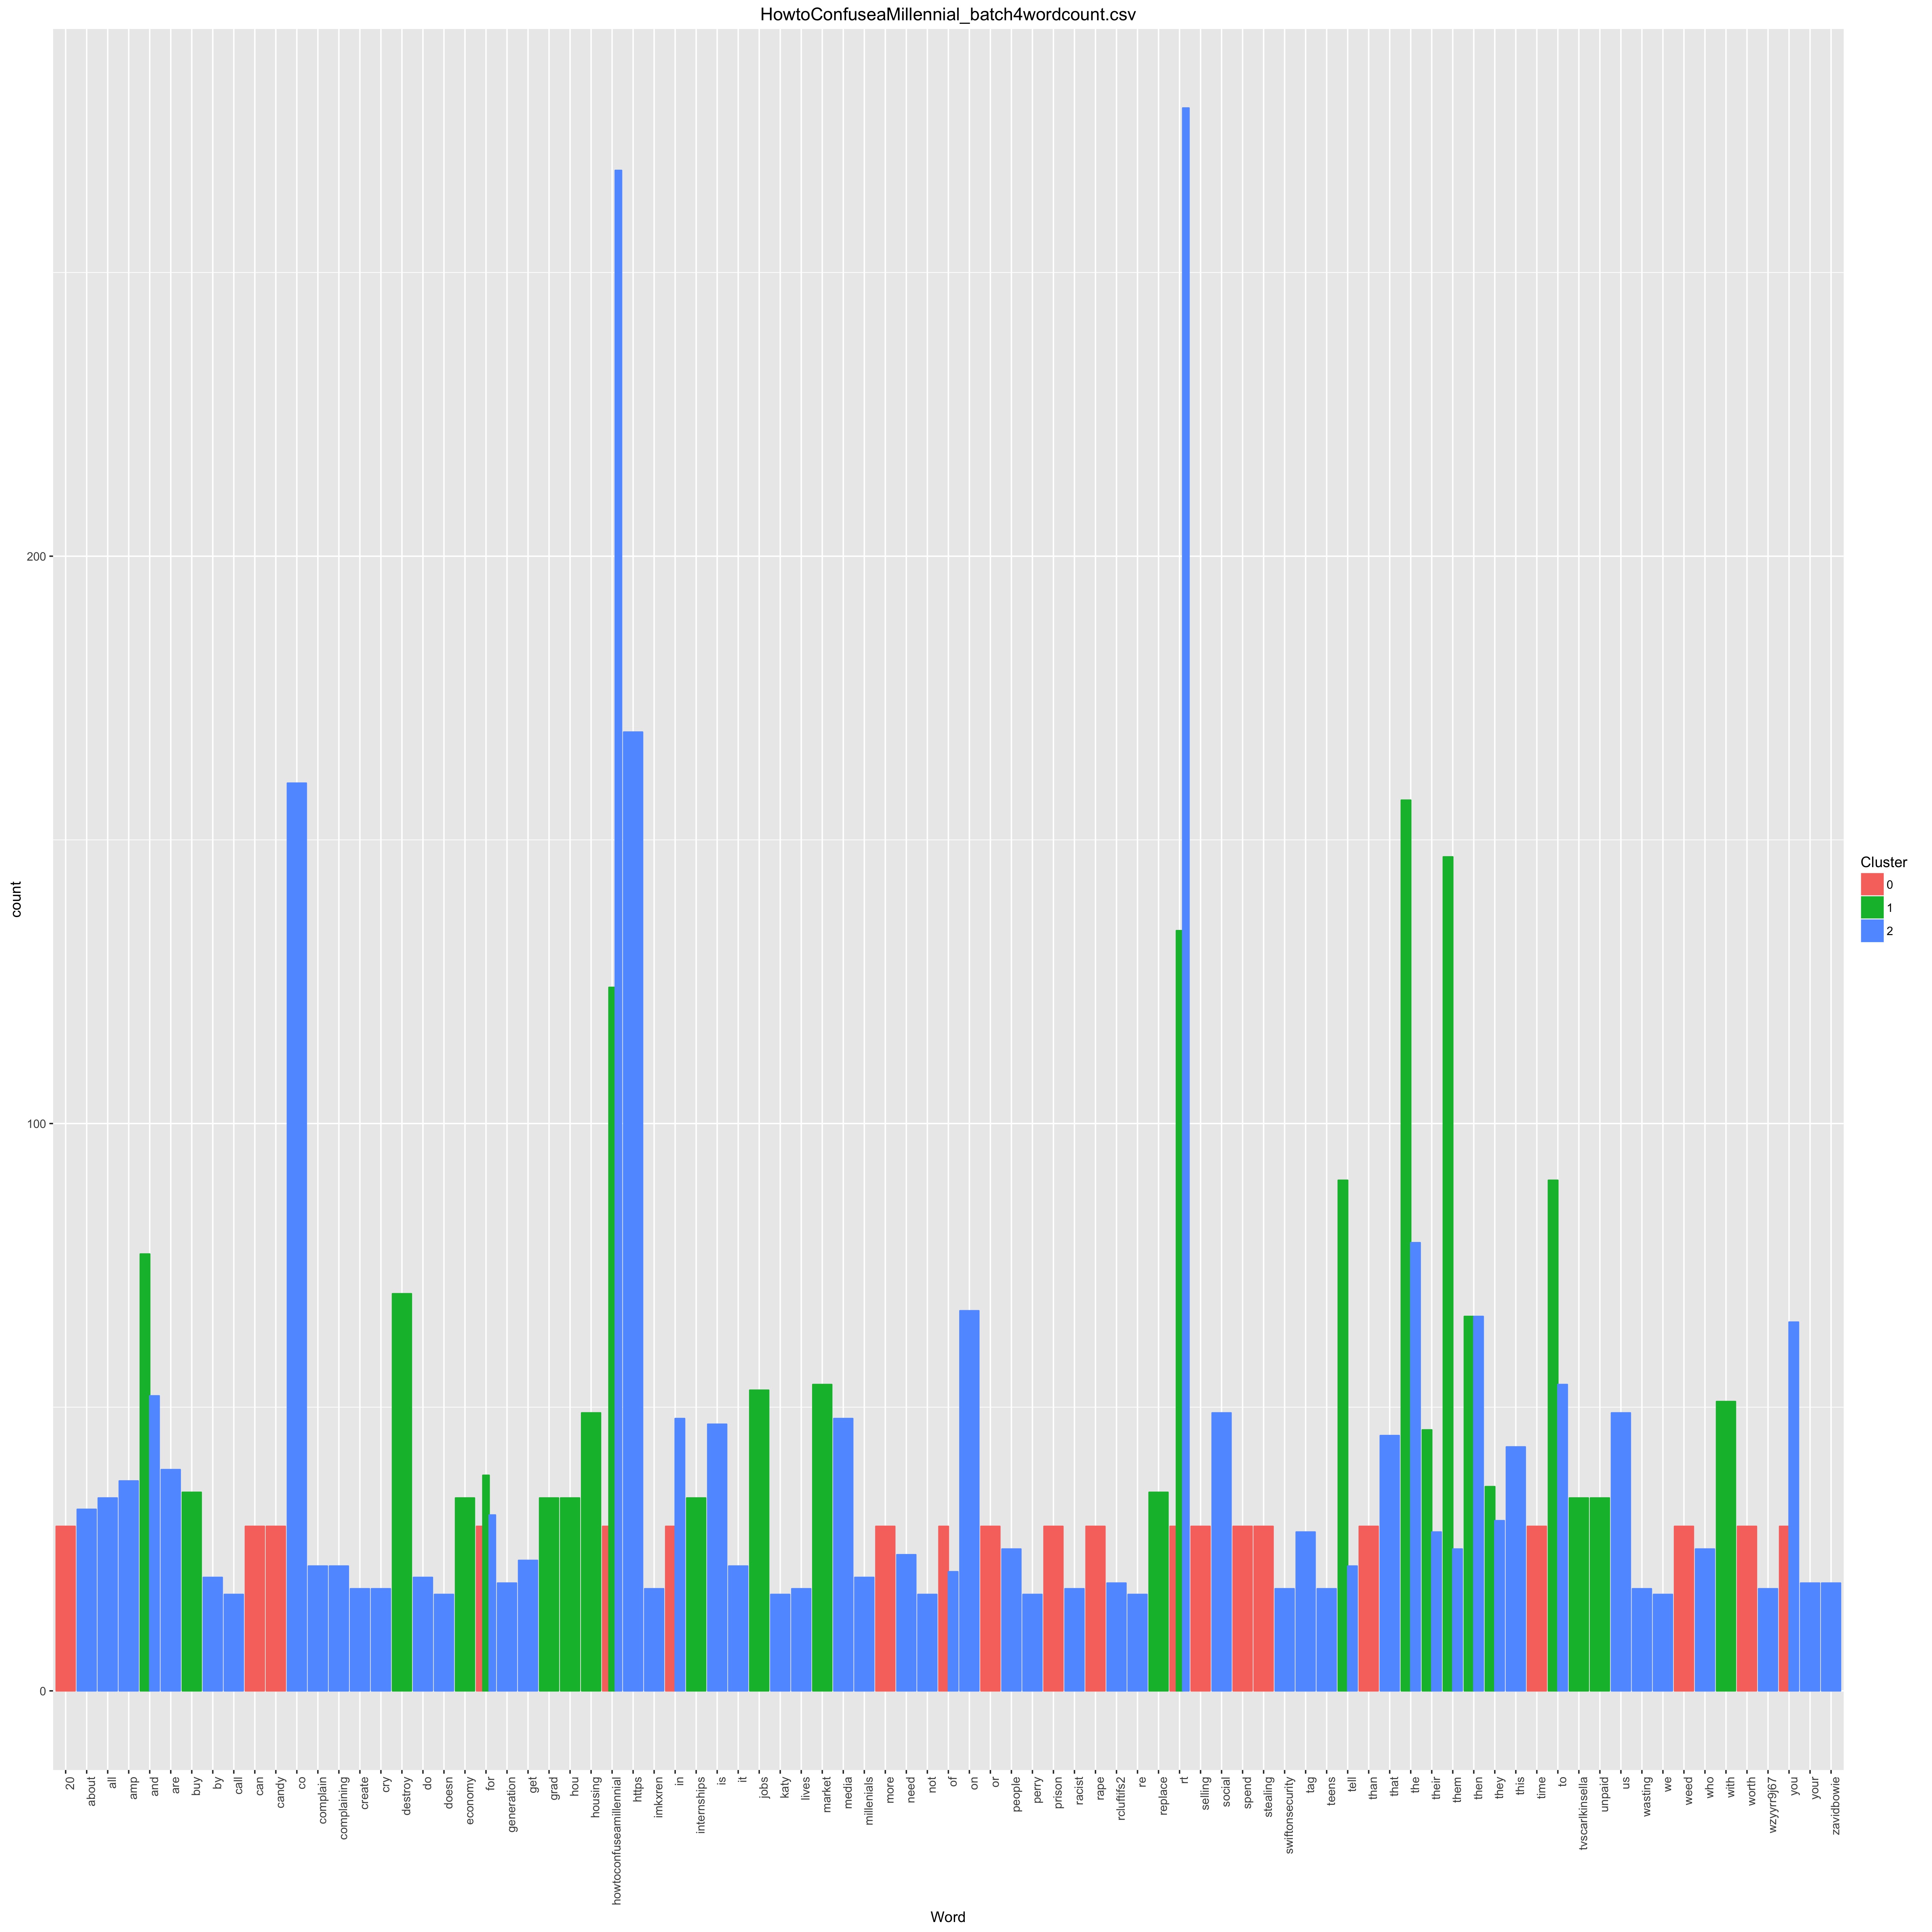 HowtoConfuseaMillennial_batch4wordcount.csv
count
200
100
0
Cluster
0
1
2
20
about
all
amp
and
are
buy
by
call
can
candy
co
complain
complaining
create
cry
destroy
do
doesn
economy
for
generation
get
grad
hou
housing
howtoconfuseamillennial
https
imkxren
in
internships
is
it
jobs
katy
lives
market
media
millenials
more
need
not
of
on
or
people
perry
prison
racist
rape
rcluftifs2
re
replace
rt
selling
social
spend
stealing
swiftonsecurity
tag
teens
tell
than
that
the
their
them
then
they
this
time
to
tvscarlkinsella
unpaid
us
wasting
we
weed
who
with
worth
wzyyrr9j67
you
your
zavidbowie
Word